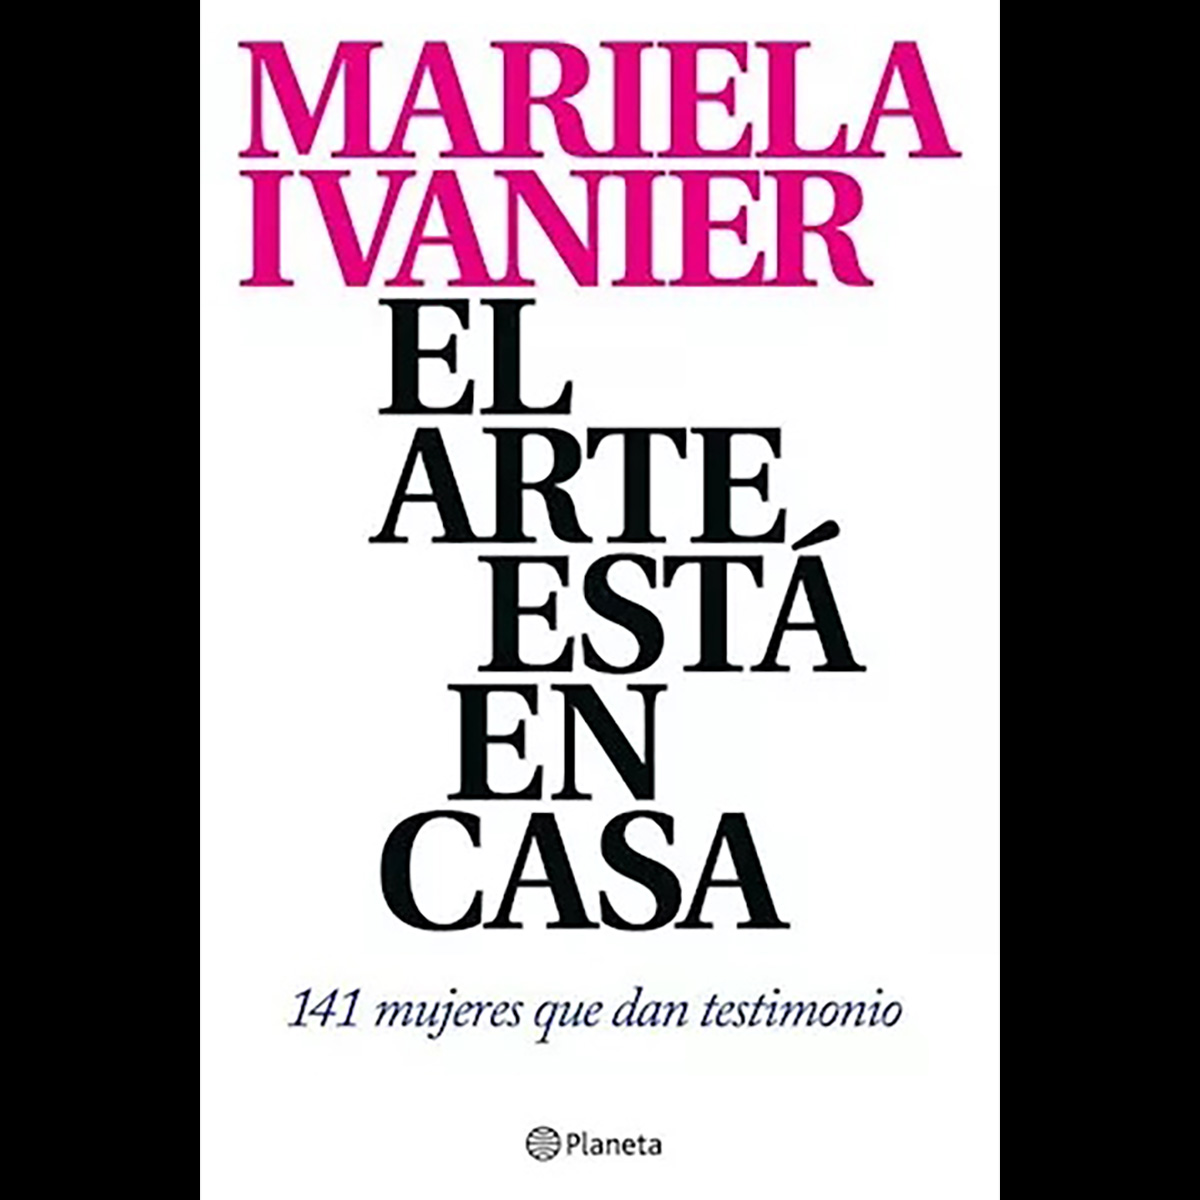 MARIELA
IVANIER
EL
ARTE
ESTÁ
EN
CASA
141 mujeres que dan testimonio
Planeta